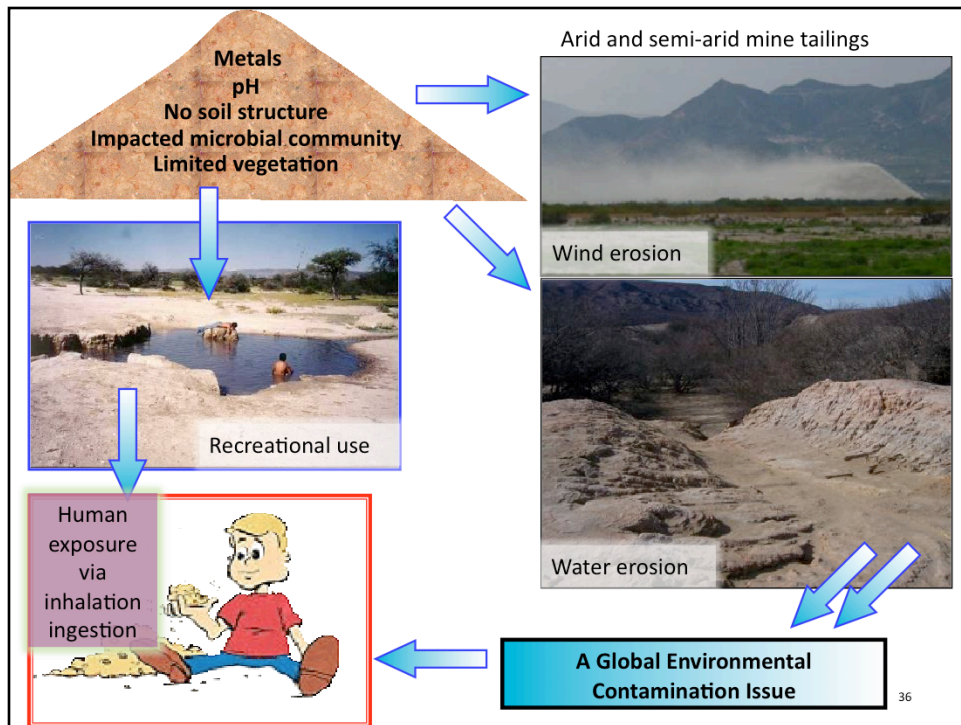 Arid and semi-arid mine tailings
Metals
pH
No soil structure
Impacted microbial community
Limited vegetation
Wind erosion
Recreational use
Water erosion
Human
exposure
via
inhalation
ingestion
A Global Environmental
Contamination Issue
36